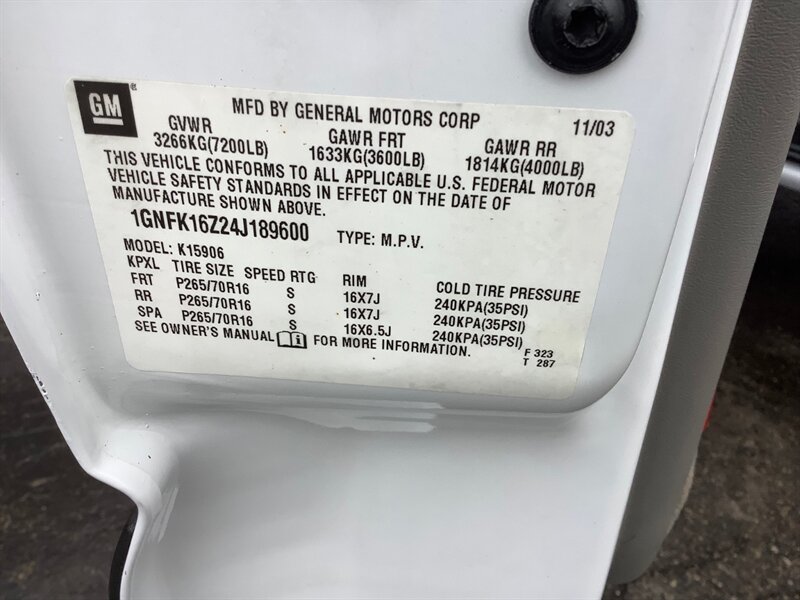 GM ®
MFD BY GENERAL MOTORS CORP 11/03
GVWR GAWR FRT GAWR RR
3266KG(7200LB) 1633KG(3600LB) 1814KG(4000LB)
THIS VEHICLE CONFORMS TO ALL APPLICABLE U.S. FEDERAL MOTOR
VEHICLE SAFETY STANDARDS IN EFFECT ON THE DATE OF
MANUFACTURE SHOWN ABOVE.
1GNFK16Z24J189600 TYPE: M.P.V.
MODEL: K15906
KPXL TIRE SIZE SPEED RTG RIM COLD TIRE PRESSURE
FRT P265/70R16 S 16X7J 240KPA(35PSI)
RR P265/70R16 S 16X7J 240KPA(35PSI)
SPA P265/70R16 S 16X6.5J 240KPA(35PSI)
SEE OWNER'S MANUAL FOR MORE INFORMATION.
F 323
T 287